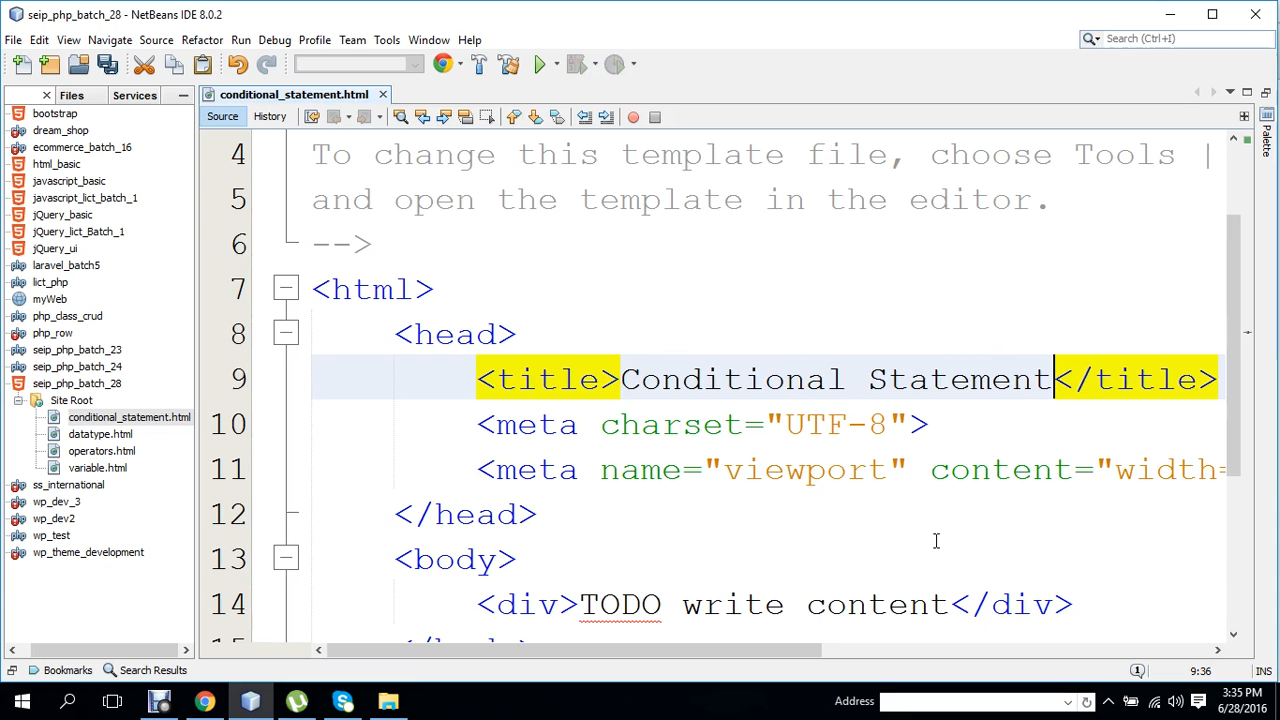 seip_php_batch_28 - NetBeans IDE 8.0.2
File Edit View Navigate Source Refactor Run Debug Profile Team Tools Window Help
Search (Ctrl+I)
Files Services
conditional_statement.html
Source History
bootstrap
dream_shop
ecommerce_batch_16
html_basic
javascript_basic
javascript_lict_batch_1
jQuery_basic
jQuery_lict_Batch_1
jQuery_ui
laravel_batch5
lict_php
myWeb
php_class_crud
php_row
seip_php_batch_23
seip_php_batch_24
seip_php_batch_28
Site Root
conditional_statement.html
datatype.html
operators.html
variable.html
ss_international
wp_dev_3
wp_dev2
wp_test
wp_theme_development
4 To change this template file, choose Tools |
5 and open the template in the editor.
6 -->
7 <html>
8 <head>
9 <title>Conditional Statement</title>
10 <meta charset="UTF-8">
11 <meta name="viewport" content="width=
12 </head>
13 <body>
14 <div>TODO write content</div>
Palette
Bookmarks Search Results
9:36 INS
Address
3:35 PM
6/28/2016